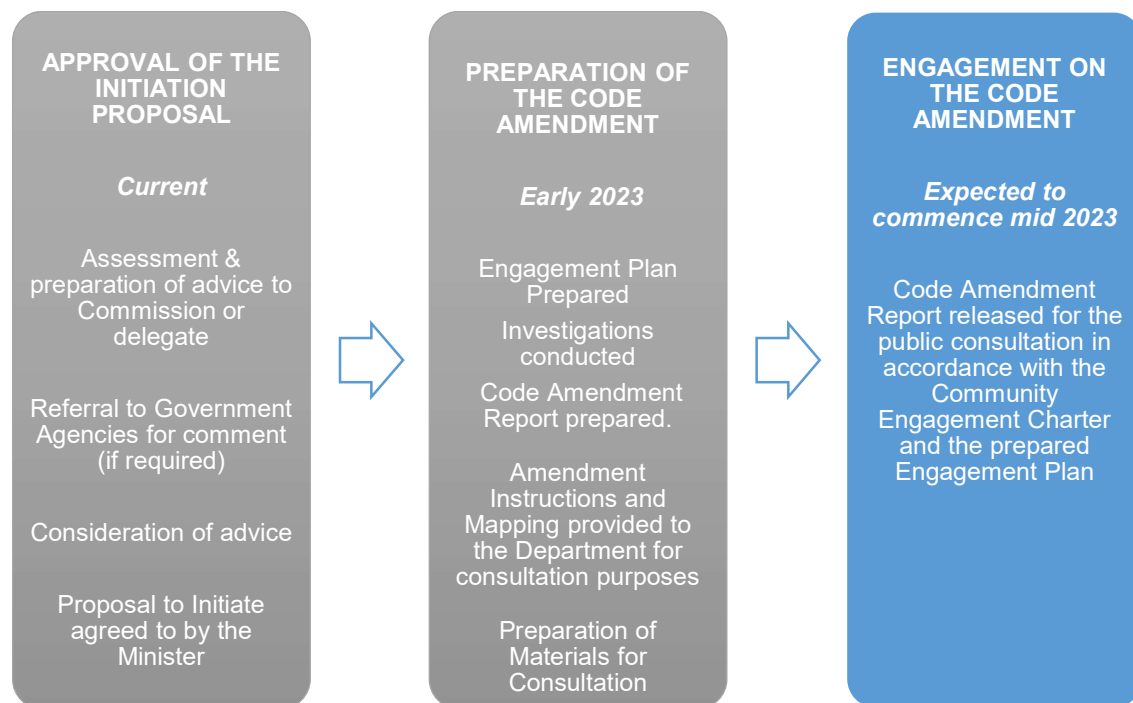 APPROVAL OF THE
INITIATION
PROPOSAL
Current
Assessment &
preparation of advice to
Commission or
delegate
Referral to Government
Agencies for comment
(if required)
Consideration of advice
Proposal to Initiate
agreed to by the
Minister
PREPARATION OF
THE CODE
AMENDMENT
Early 2023
Engagement Plan
Prepared
Investigations
conducted
Code Amendment
Report prepared.
Amendment
Instructions and
Mapping provided to
the Department for
consultation purposes
Preparation of
Materials for
Consultation
ENGAGEMENT ON
THE CODE
AMENDMENT
Expected to
commence mid 2023
Code Amendment
Report released for the
public consultation in
accordance with the
Community
Engagement Charter
and the prepared
Engagement Plan